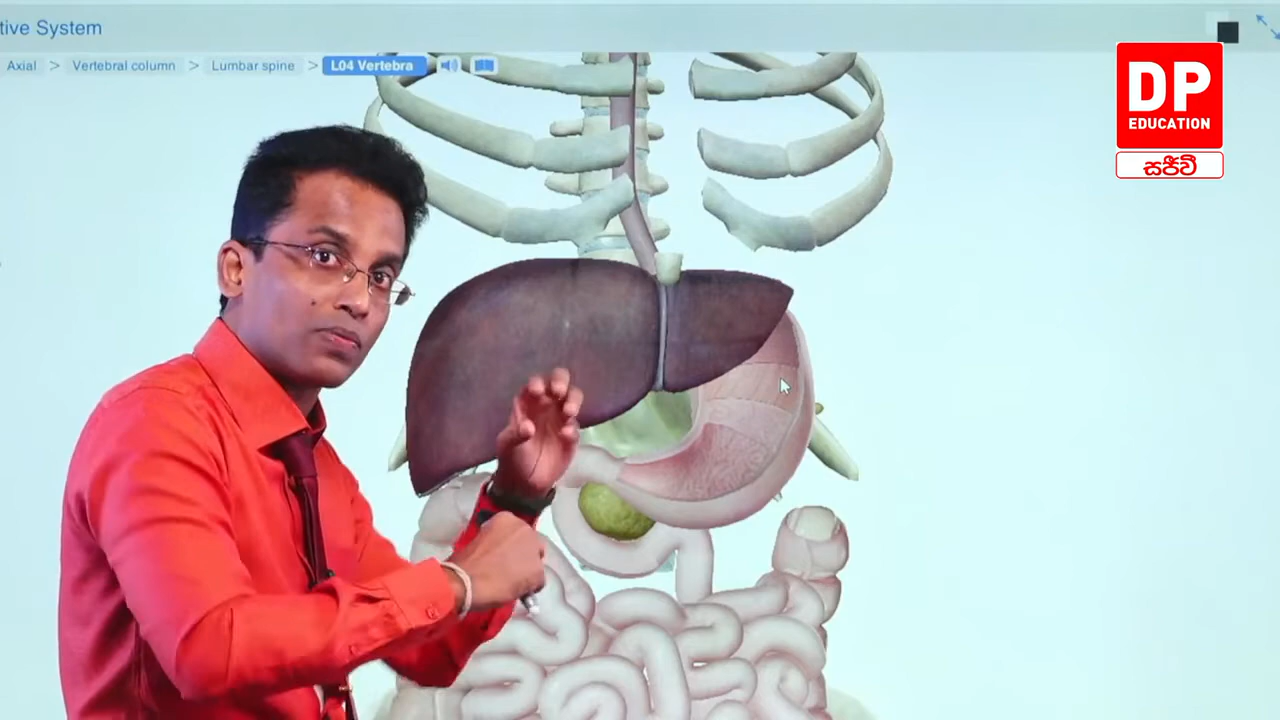 tive System
Axial > Vertebral column > Lumbar spine > L04 Vertebra
DP
EDUCATION
සජීවී